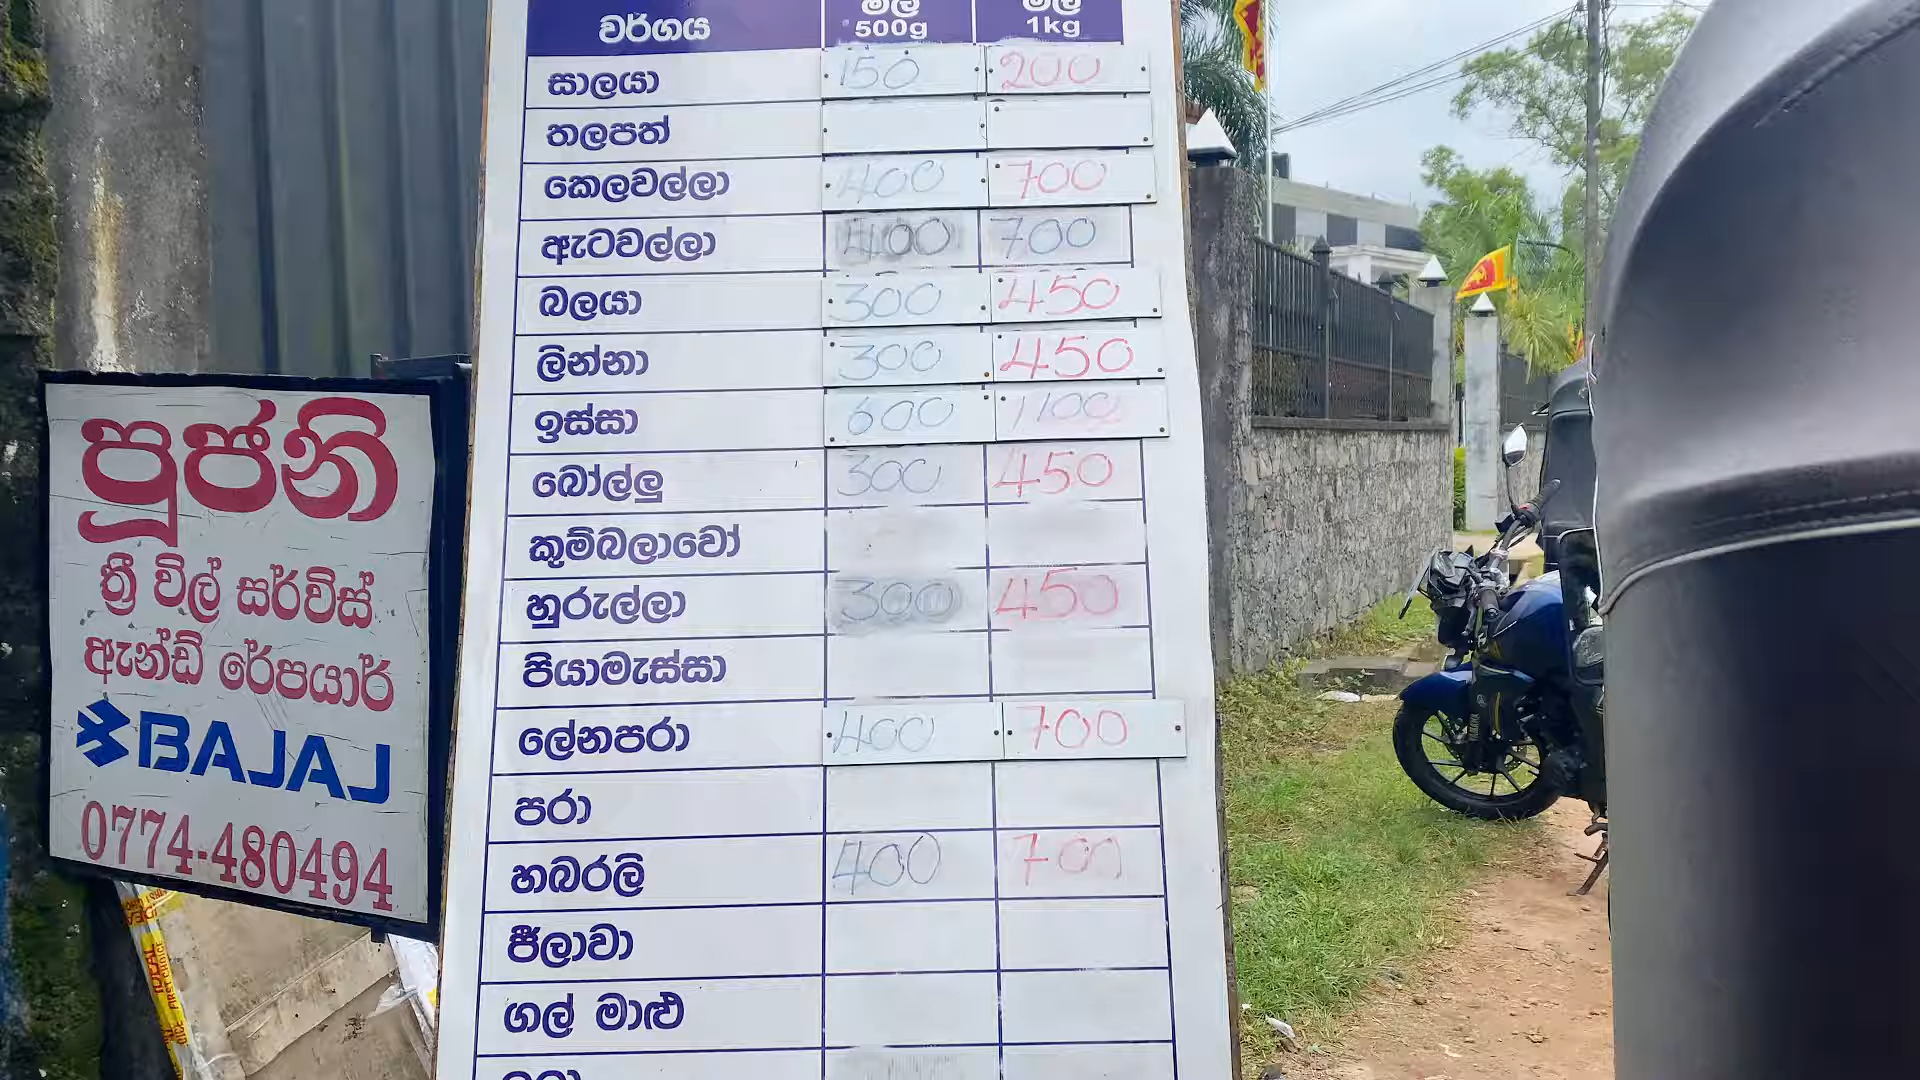 වර්ගය මිල 500g මිල 1kg
සාලයා 150 200
තලපත්
කෙලවල්ලා 400 700
ඇටවල්ලා 400 700
බලයා 300 450
ලින්නා 300 450
ඉස්සා 600 1100
බෝල්ලු 300 450
කුම්බලාවෝ
හුරුල්ලා 300 450
පියාමැස්සා
ලේනපරා 400 700
පරා
හබරලි 400 700
ජීලාවා
ගල් මාළු
පූජනි
ත්‍රී විල් සර්විස්
ඇන්ඩ් රේපයාර්
BAJAJ
0774-480494